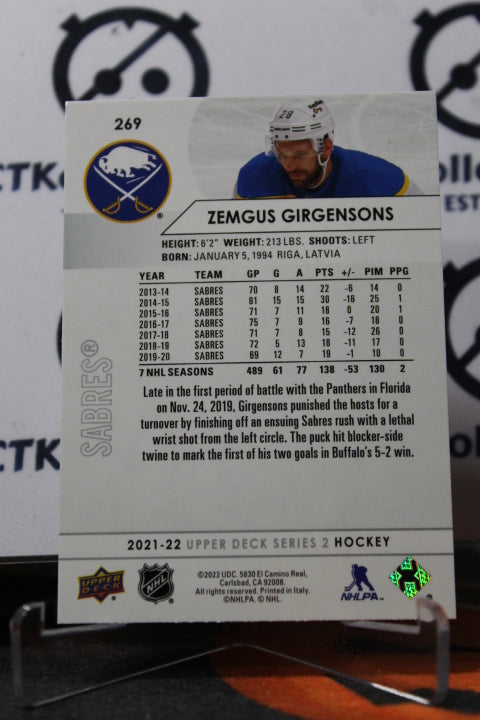 269
28
ZEMGUS GIRGENSONS
HEIGHT: 6'2" WEIGHT: 213 LBS. SHOOTS: LEFT
BORN: JANUARY 5, 1994 RIGA, LATVIA
YEAR TEAM GP G A PTS +/- PIM PPG
2013-14 SABRES 70 8 14 22 -6 14 0
2014-15 SABRES 61 15 15 30 -16 25 1
2015-16 SABRES 71 7 11 18 0 20 1
2016-17 SABRES 75 7 9 16 -7 18 0
2017-18 SABRES 71 7 8 15 -12 26 0
2018-19 SABRES 72 5 13 18 -11 17 0
2019-20 SABRES 69 12 7 19 -1 10 0
7 NHL SEASONS 489 61 77 138 -53 130 2
SABRES®
Late in the first period of battle with the Panthers in Florida
on Nov. 24, 2019, Girgensons punished the hosts for a
turnover by finishing off an ensuing Sabres rush with a lethal
wrist shot from the left circle. The puck hit blocker-side
twine to mark the first of his two goals in Buffalo's 5-2 win.
2021-22 UPPER DECK SERIES 2 HOCKEY
©2022 UDC. 5830 El Camino Real,
Carlsbad, CA 92008.
All rights reserved. Printed in Italy.
©NHLPA. © NHL.
UPPER DECK
NHL
NHLPA
CTK
olle
EST
CTK